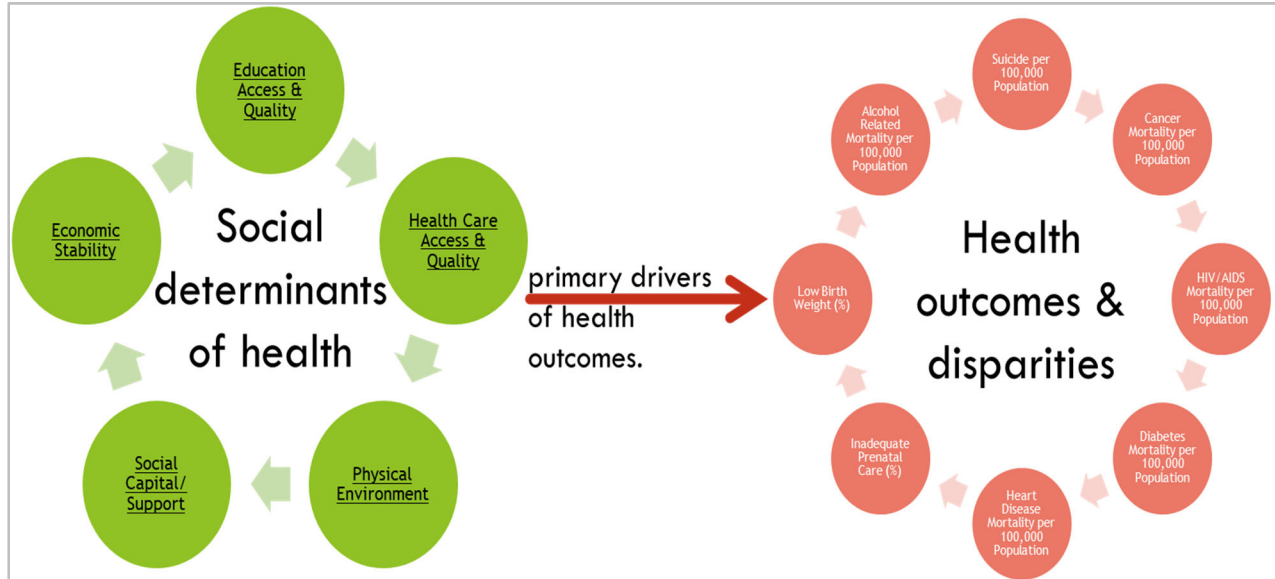 Education
Access &
Quality
Health Care
Access &
Quality
Physical
Environment
Social
Capital/
Support
Economic
Stability
Social
determinants
of health
primary drivers
of health
outcomes.
Suicide per
100,000
Population
Cancer
Mortality per
100,000
Population
HIV/AIDS
Mortality per
100,000
Population
Diabetes
Mortality per
100,000
Population
Heart
Disease
Mortality per
100,000
Population
Inadequate
Prenatal
Care (%)
Low Birth
Weight (%)
Alcohol
Related
Mortality per
100,000
Population
Health
outcomes &
disparities